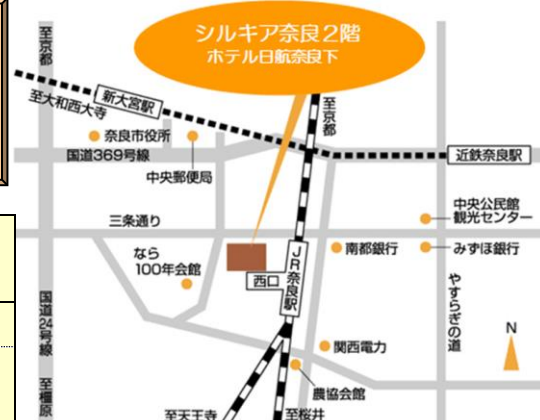 シルキア奈良2階
ホテル日航奈良下
至京都
至京都
新大宮駅
至大和西大寺
奈良市役所
国道369号線
近鉄奈良駅
中央郵便局
中央公民館
観光センター
三条通り
なら
100年会館
JR奈良駅
西口
南都銀行
みずほ銀行
やすらぎの道
国道24号線
N
関西電力
至橿原
農協会館
至天王寺
至桜井